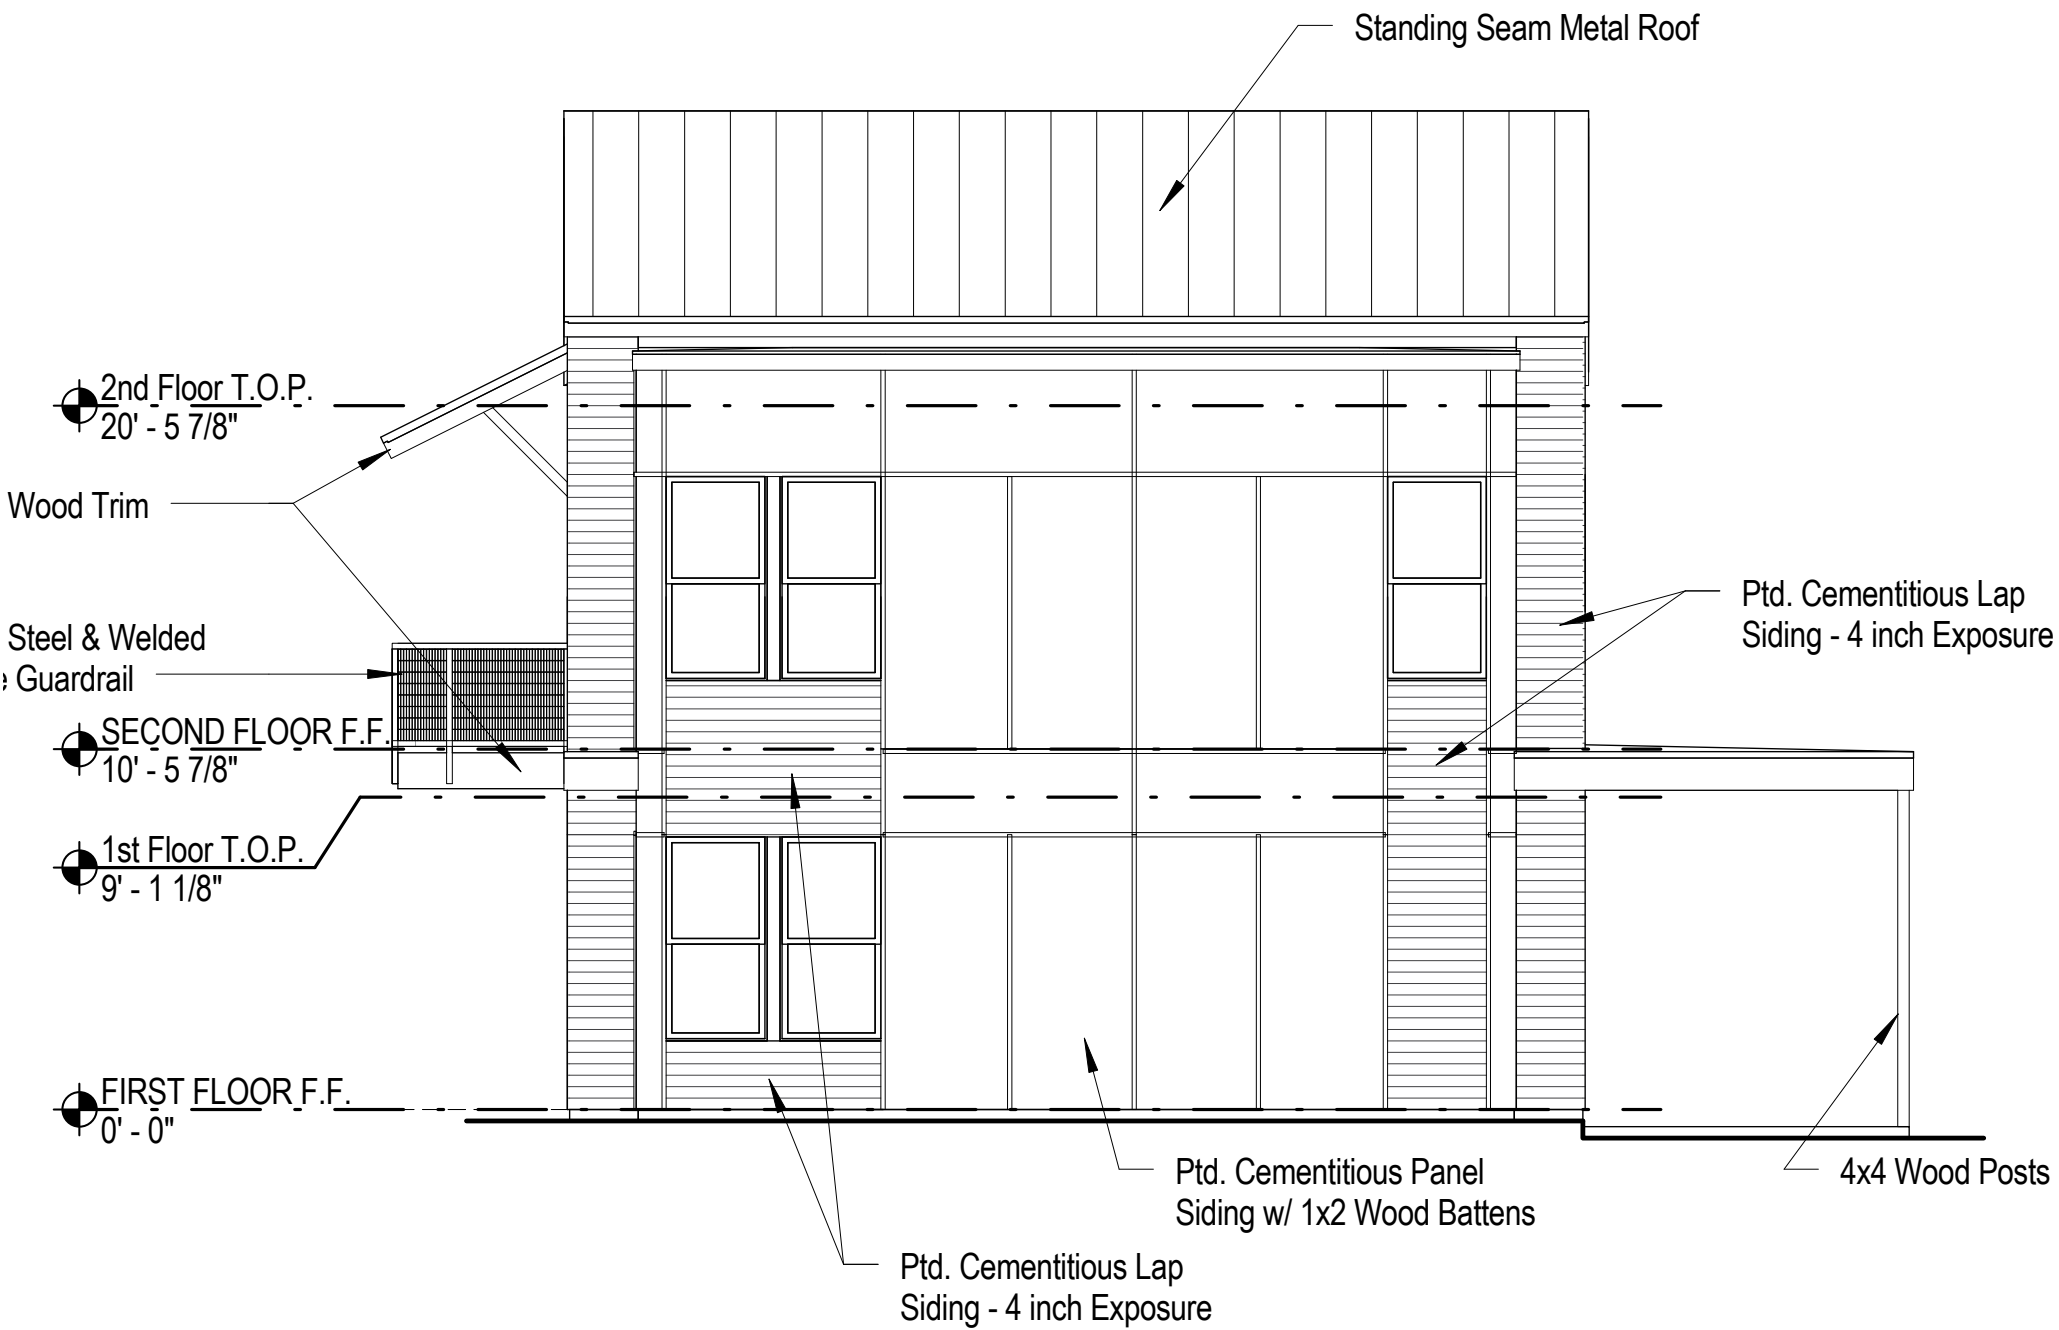 Standing Seam Metal Roof
2nd Floor T.O.P.
20' - 5 7/8"
Wood Trim
Steel & Welded
Guardrail
Ptd. Cementitious Lap
Siding - 4 inch Exposure
SECOND FLOOR F.F.
10' - 5 7/8"
1st Floor T.O.P.
9' - 1 1/8"
FIRST FLOOR F.F.
0' - 0"
Ptd. Cementitious Panel
Siding w/ 1x2 Wood Battens
4x4 Wood Posts
Ptd. Cementitious Lap
Siding - 4 inch Exposure